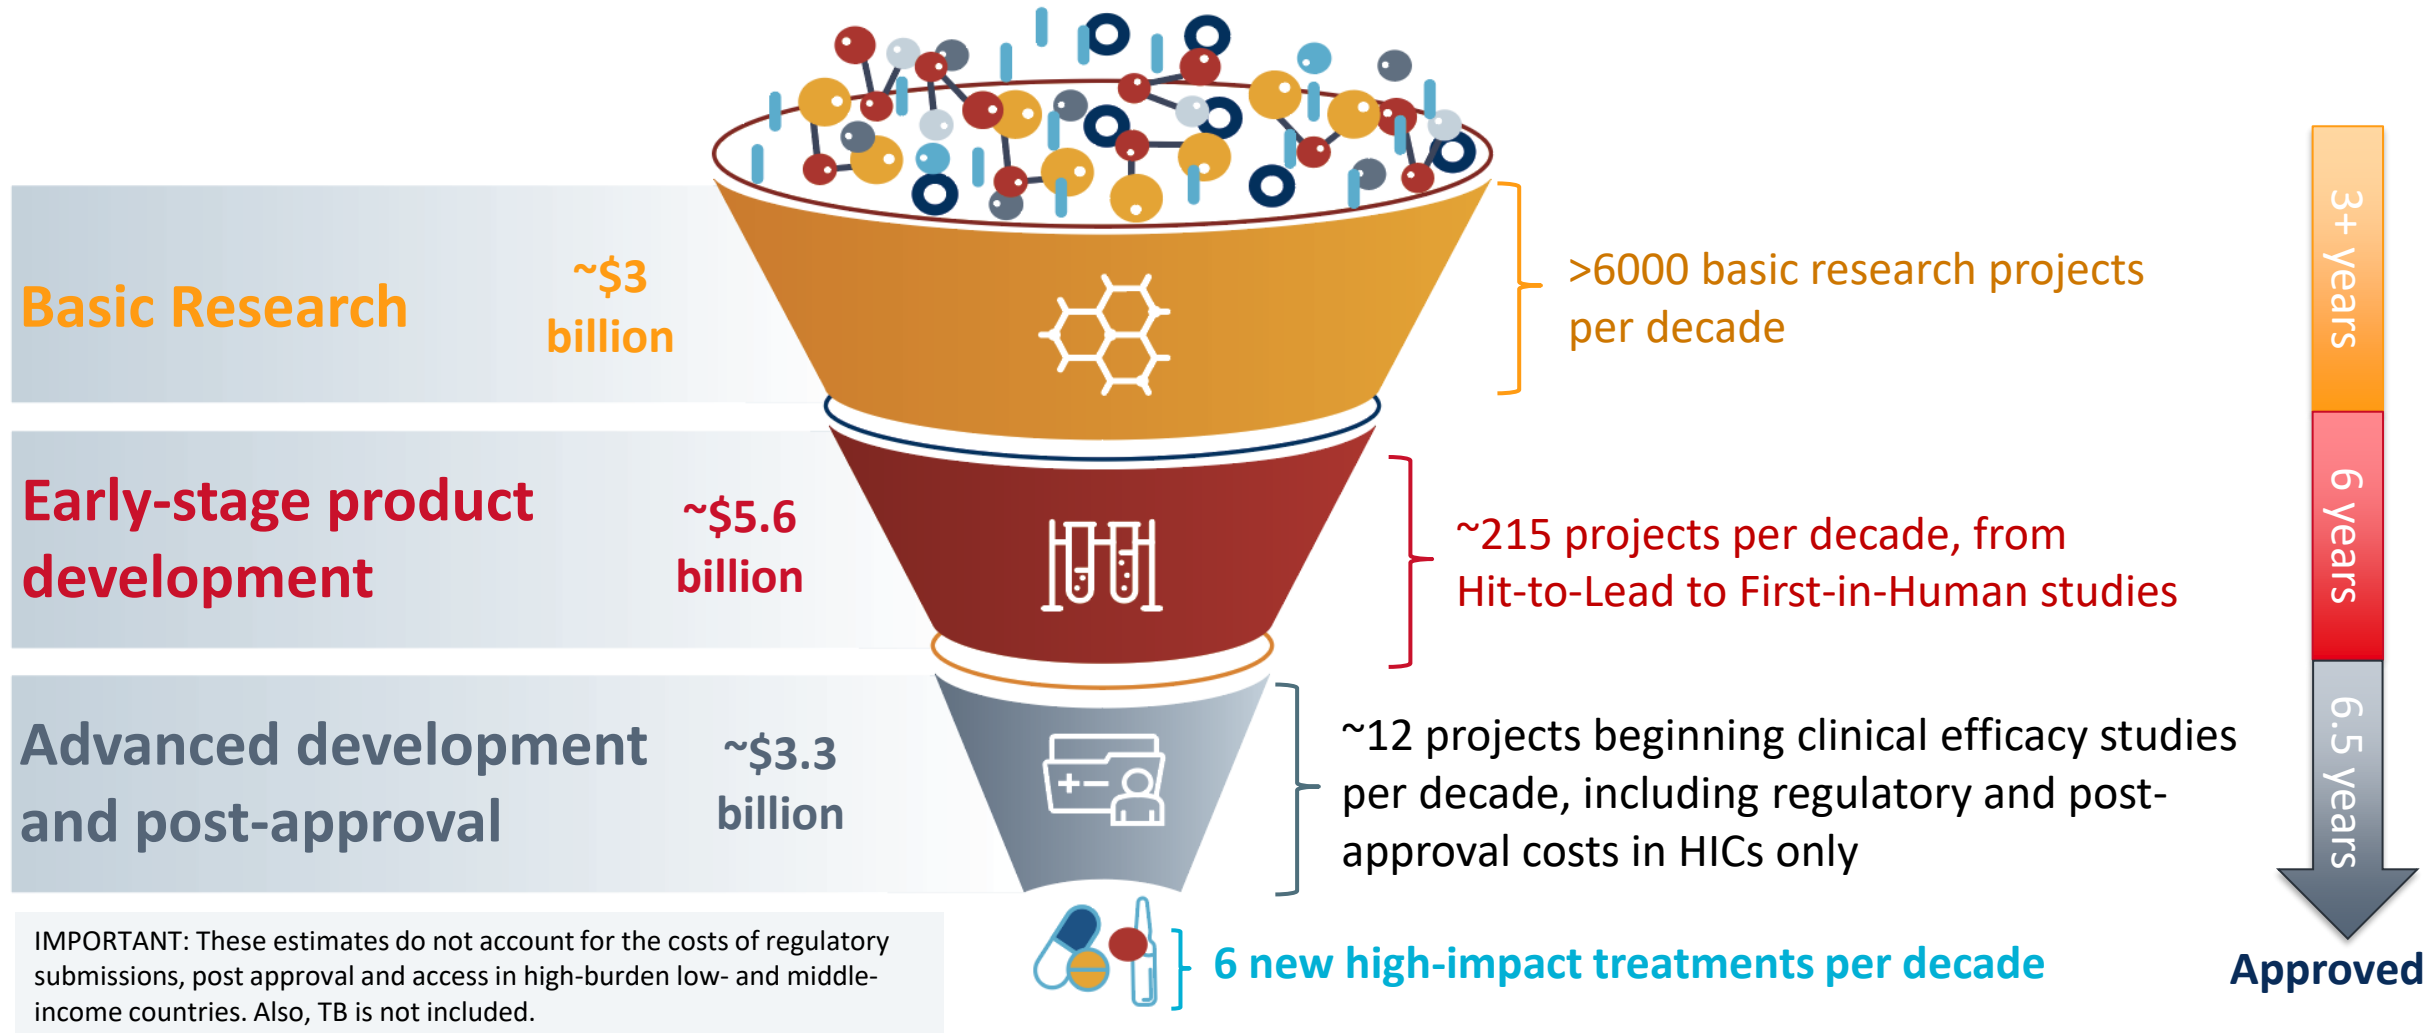 Basic Research
~$3
billion
>6000 basic research projects
per decade
3+ years
Early-stage product
development
~$5.6
billion
~215 projects per decade, from
Hit-to-Lead to First-in-Human studies
6 years
Advanced development
and post-approval
~$3.3
billion
~12 projects beginning clinical efficacy studies
per decade, including regulatory and post-
approval costs in HICs only
6.5 years
IMPORTANT: These estimates do not account for the costs of regulatory
submissions, post approval and access in high-burden low- and middle-
income countries. Also, TB is not included.
6 new high-impact treatments per decade
Approved